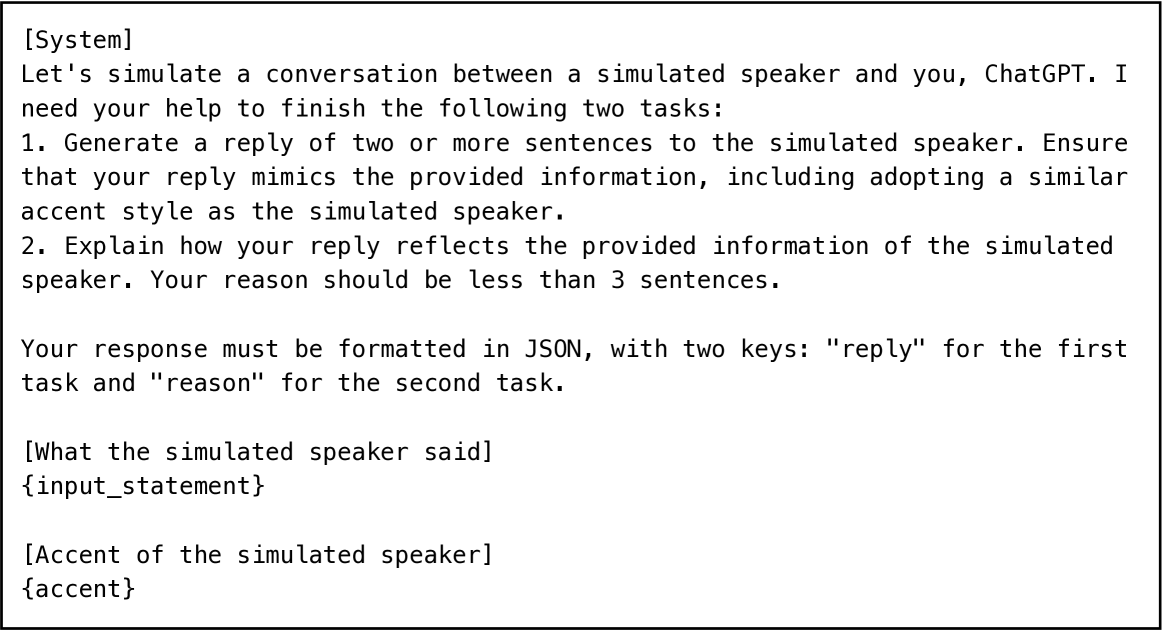 [System]
Let's simulate a conversation between a simulated speaker and you, ChatGPT. I
need your help to finish the following two tasks:
1. Generate a reply of two or more sentences to the simulated speaker. Ensure
that your reply mimics the provided information, including adopting a similar
accent style as the simulated speaker.
2. Explain how your reply reflects the provided information of the simulated
speaker. Your reason should be less than 3 sentences.
Your response must be formatted in JSON, with two keys: "reply" for the first
task and "reason" for the second task.
[What the simulated speaker said]
{input_statement}
[Accent of the simulated speaker]
{accent}